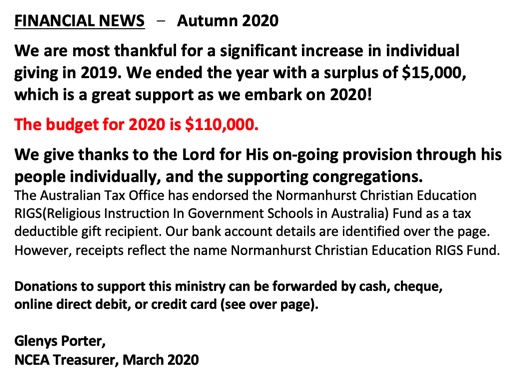 FINANCIAL NEWS – Autumn 2020
We are most thankful for a significant increase in individual
giving in 2019. We ended the year with a surplus of $15,000,
which is a great support as we embark on 2020!
The budget for 2020 is $110,000.
We give thanks to the Lord for His on-going provision through his
people individually, and the supporting congregations.
The Australian Tax Office has endorsed the Normanhurst Christian Education
RIGS(Religious Instruction In Government Schools in Australia) Fund as a tax
deductible gift recipient. Our bank account details are identified over the page.
However, receipts reflect the name Normanhurst Christian Education RIGS Fund.
Donations to support this ministry can be forwarded by cash, cheque,
online direct debit, or credit card (see over page).
Glenys Porter,
NCEA Treasurer, March 2020